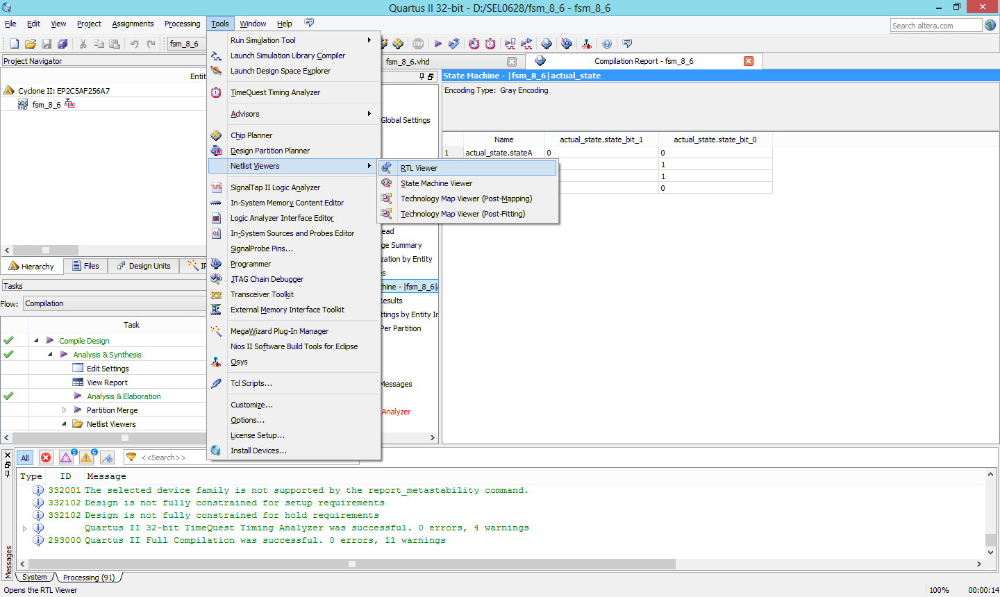 Quartus II 32-bit - D:/SEL0628/fsm_8_6 - fsm_8_6
File Edit View Project Assignments Processing Tools Window Help
Search altera.com
fsm_8_6
Project Navigator
Entit
Cyclone II: EP2C5AF256A7
abd
VHD
fsm_8_6
Hierarchy Files Design Units IP
Tasks
Flow: Compilation
Task
Compile Design
Analysis & Synthesis
Edit Settings
View Report
Analysis & Elaboration
Partition Merge
Netlist Viewers
Run Simulation Tool
Launch Simulation Library Compiler
Launch Design Space Explorer
TimeQuest Timing Analyzer
Advisors
Chip Planner
Design Partition Planner
Netlist Viewers
SignalTap II Logic Analyzer
In-System Memory Content Editor
Logic Analyzer Interface Editor
In-System Sources and Probes Editor
SignalProbe Pins...
Programmer
JTAG Chain Debugger
Transceiver Toolkit
External Memory Interface Toolkit
MegaWizard Plug-In Manager
Nios II Software Build Tools for Eclipse
Qsys
Tcl Scripts...
Customize...
Options...
License Setup...
Install Devices...
RTL Viewer
State Machine Viewer
Technology Map Viewer (Post-Mapping)
Technology Map Viewer (Post-Fitting)
fsm_8_6.vhd
Compilation Report - fsm_8_6
Global Settings
ead
ge Summary
zation by Entity
es
hine - |fsm_8_6|a
Results
ttings by Entity In
Per Partition
Messages
Analyzer
State Machine - |fsm_8_6|actual_state
Encoding Type: Gray Encoding
Name actual_state.state_bit_1 actual_state.state_bit_0
1 actual_state.stateA 0 0
1
1
0
All 5 6 <<Search>>
Type ID Message
332001 The selected device family is not supported by the report_metastability command.
332102 Design is not fully constrained for setup requirements
332102 Design is not fully constrained for hold requirements
Quartus II 32-bit TimeQuest Timing Analyzer was successful. 0 errors, 4 warnings
293000 Quartus II Full Compilation was successful. 0 errors, 11 warnings
Messages
System Processing (91)
Opens the RTL Viewer 100% 00:00:14